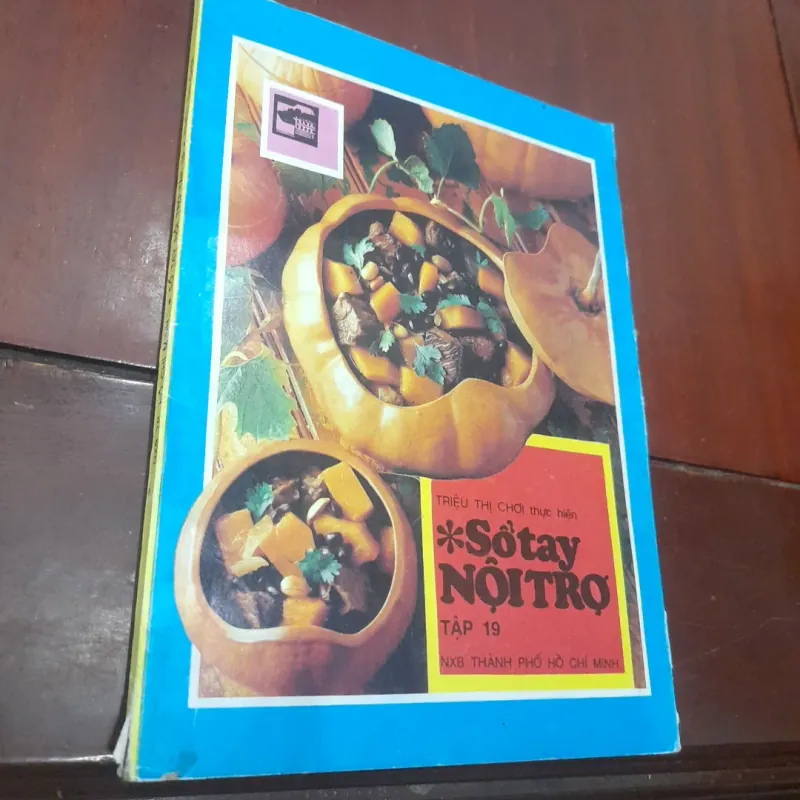 TRIỆU THỊ CHƠI thực hiện
*Sổ tay
NỘI TRỢ
TẬP 19
NXB THÀNH PHỐ HỒ CHÍ MINH